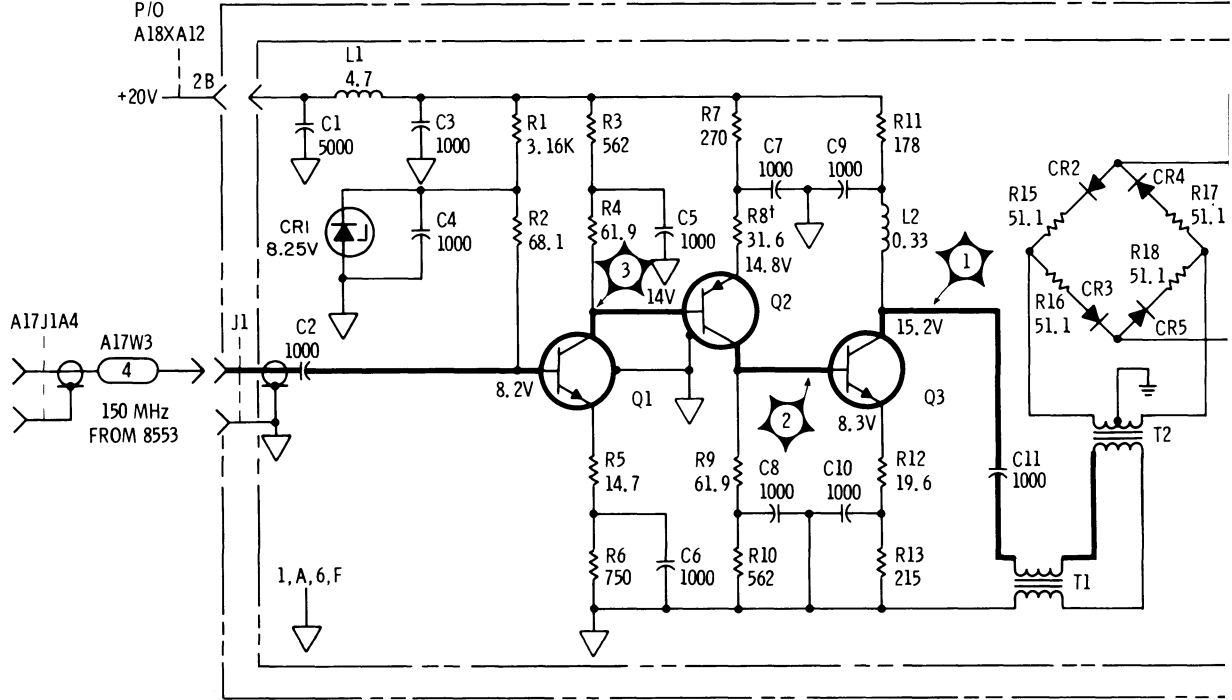 P/O
A18XA12
2B
+20V
L1
4.7
C1
5000
C3
1000
R1
3.16K
R3
562
R7
270
C7
1000
C9
1000
R11
178
CR1
8.25V
C4
1000
R2
68.1
R4
61.9
C5
1000
R8†
31.6
14.8V
L2
0.33
CR2
CR4
R15
51.1
R17
51.1
R18
51.1
R16
51.1
CR3
CR5
3
14V
Q2
1
15.2V
A17J1A4
A17W3
4
150 MHz
FROM 8553
J1
C2
1000
8.2V
Q1
2
8.3V
Q3
T2
R5
14.7
R9
61.9
C8
1000
C10
1000
R12
19.6
C11
1000
1,A,6,F
R6
750
C6
1000
R10
562
R13
215
T1